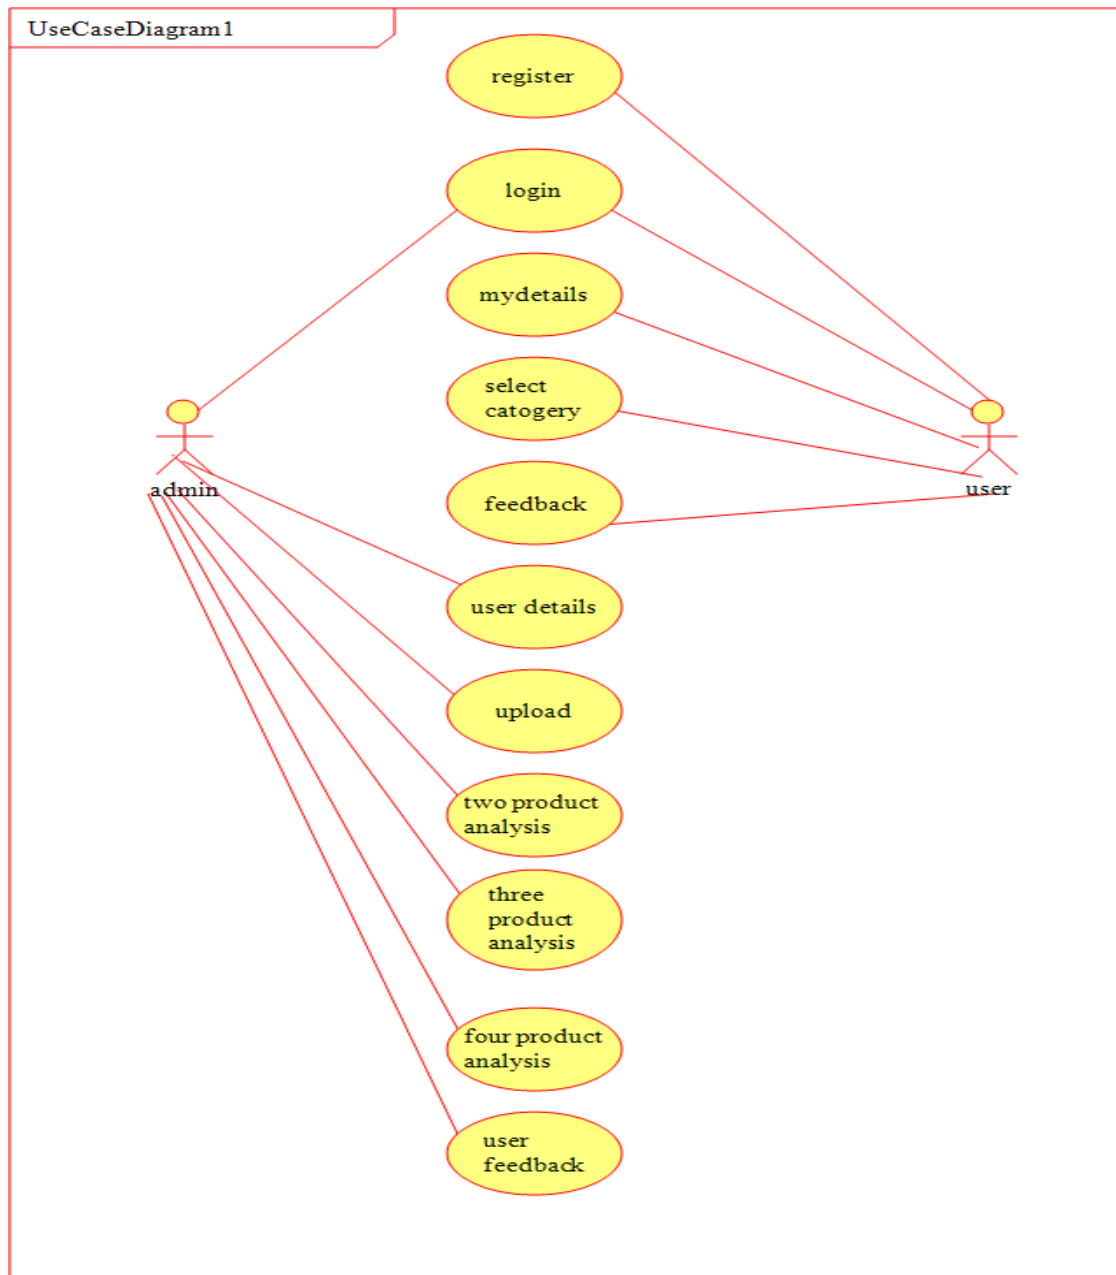 UseCaseDiagram1
register
login
mydetails
select
catogery
admin
user
feedback
user details
upload
two product
analysis
three
product
analysis
four product
analysis
user
feedback